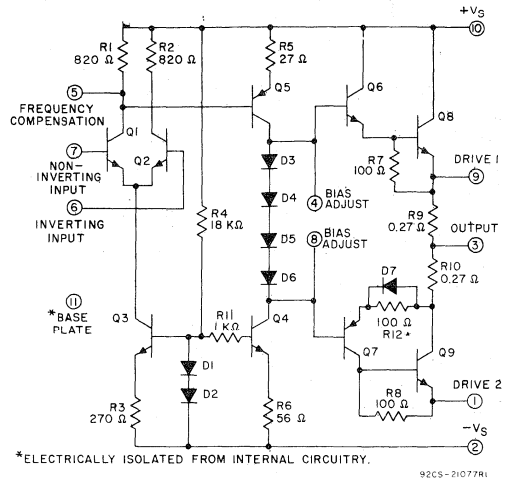 +VS
10
R1
820 Ω
R2
820 Ω
R5
27 Ω
Q5
Q6
Q8
5
FREQUENCY
COMPENSATION
Q1
7
NON-
INVERTING
INPUT
Q2
6
INVERTING
INPUT
D3
D4
D5
D6
R7
100 Ω
DRIVE 1
9
4
BIAS
ADJUST
8
BIAS
ADJUST
R4
18 KΩ
R9
0.27 Ω
OUTPUT
3
R10
0.27 Ω
D7
100 Ω
R12*
11
*BASE
PLATE
Q3
R11
1 KΩ
Q4
Q7
Q9
D1
D2
R3
270 Ω
R6
56 Ω
R8
100 Ω
DRIVE 2
1
-VS
2
*ELECTRICALLY ISOLATED FROM INTERNAL CIRCUITRY.
92CS-21077R1